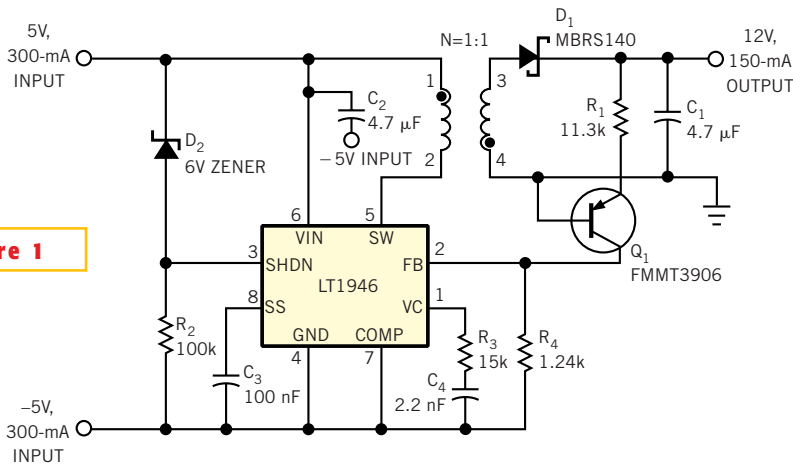 5V,
300-mA
INPUT
N=1:1
D1
MBRS140
12V,
150-mA
OUTPUT
1
2
3
4
C2
4.7 µF
−5V INPUT
R1
11.3k
C1
4.7 µF
D2
6V ZENER
6
5
VIN
SW
Q1
FMMT3906
re 1
3
SHDN
FB
2
LT1946
8
SS
VC
1
GND
COMP
4
7
R2
100k
C3
100 nF
R3
15k
C4
2.2 nF
R4
1.24k
−5V,
300-mA
INPUT